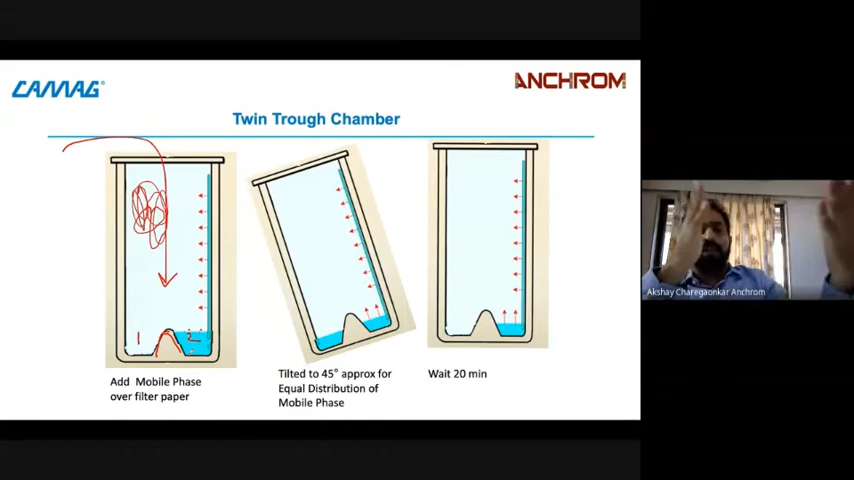 CAMAG®
ANCHROM
Twin Trough Chamber
1
2
Add Mobile Phase
over filter paper
Tilted to 45° approx for
Equal Distribution of
Mobile Phase
Wait 20 min
Akshay Charegaonkar Anchrom